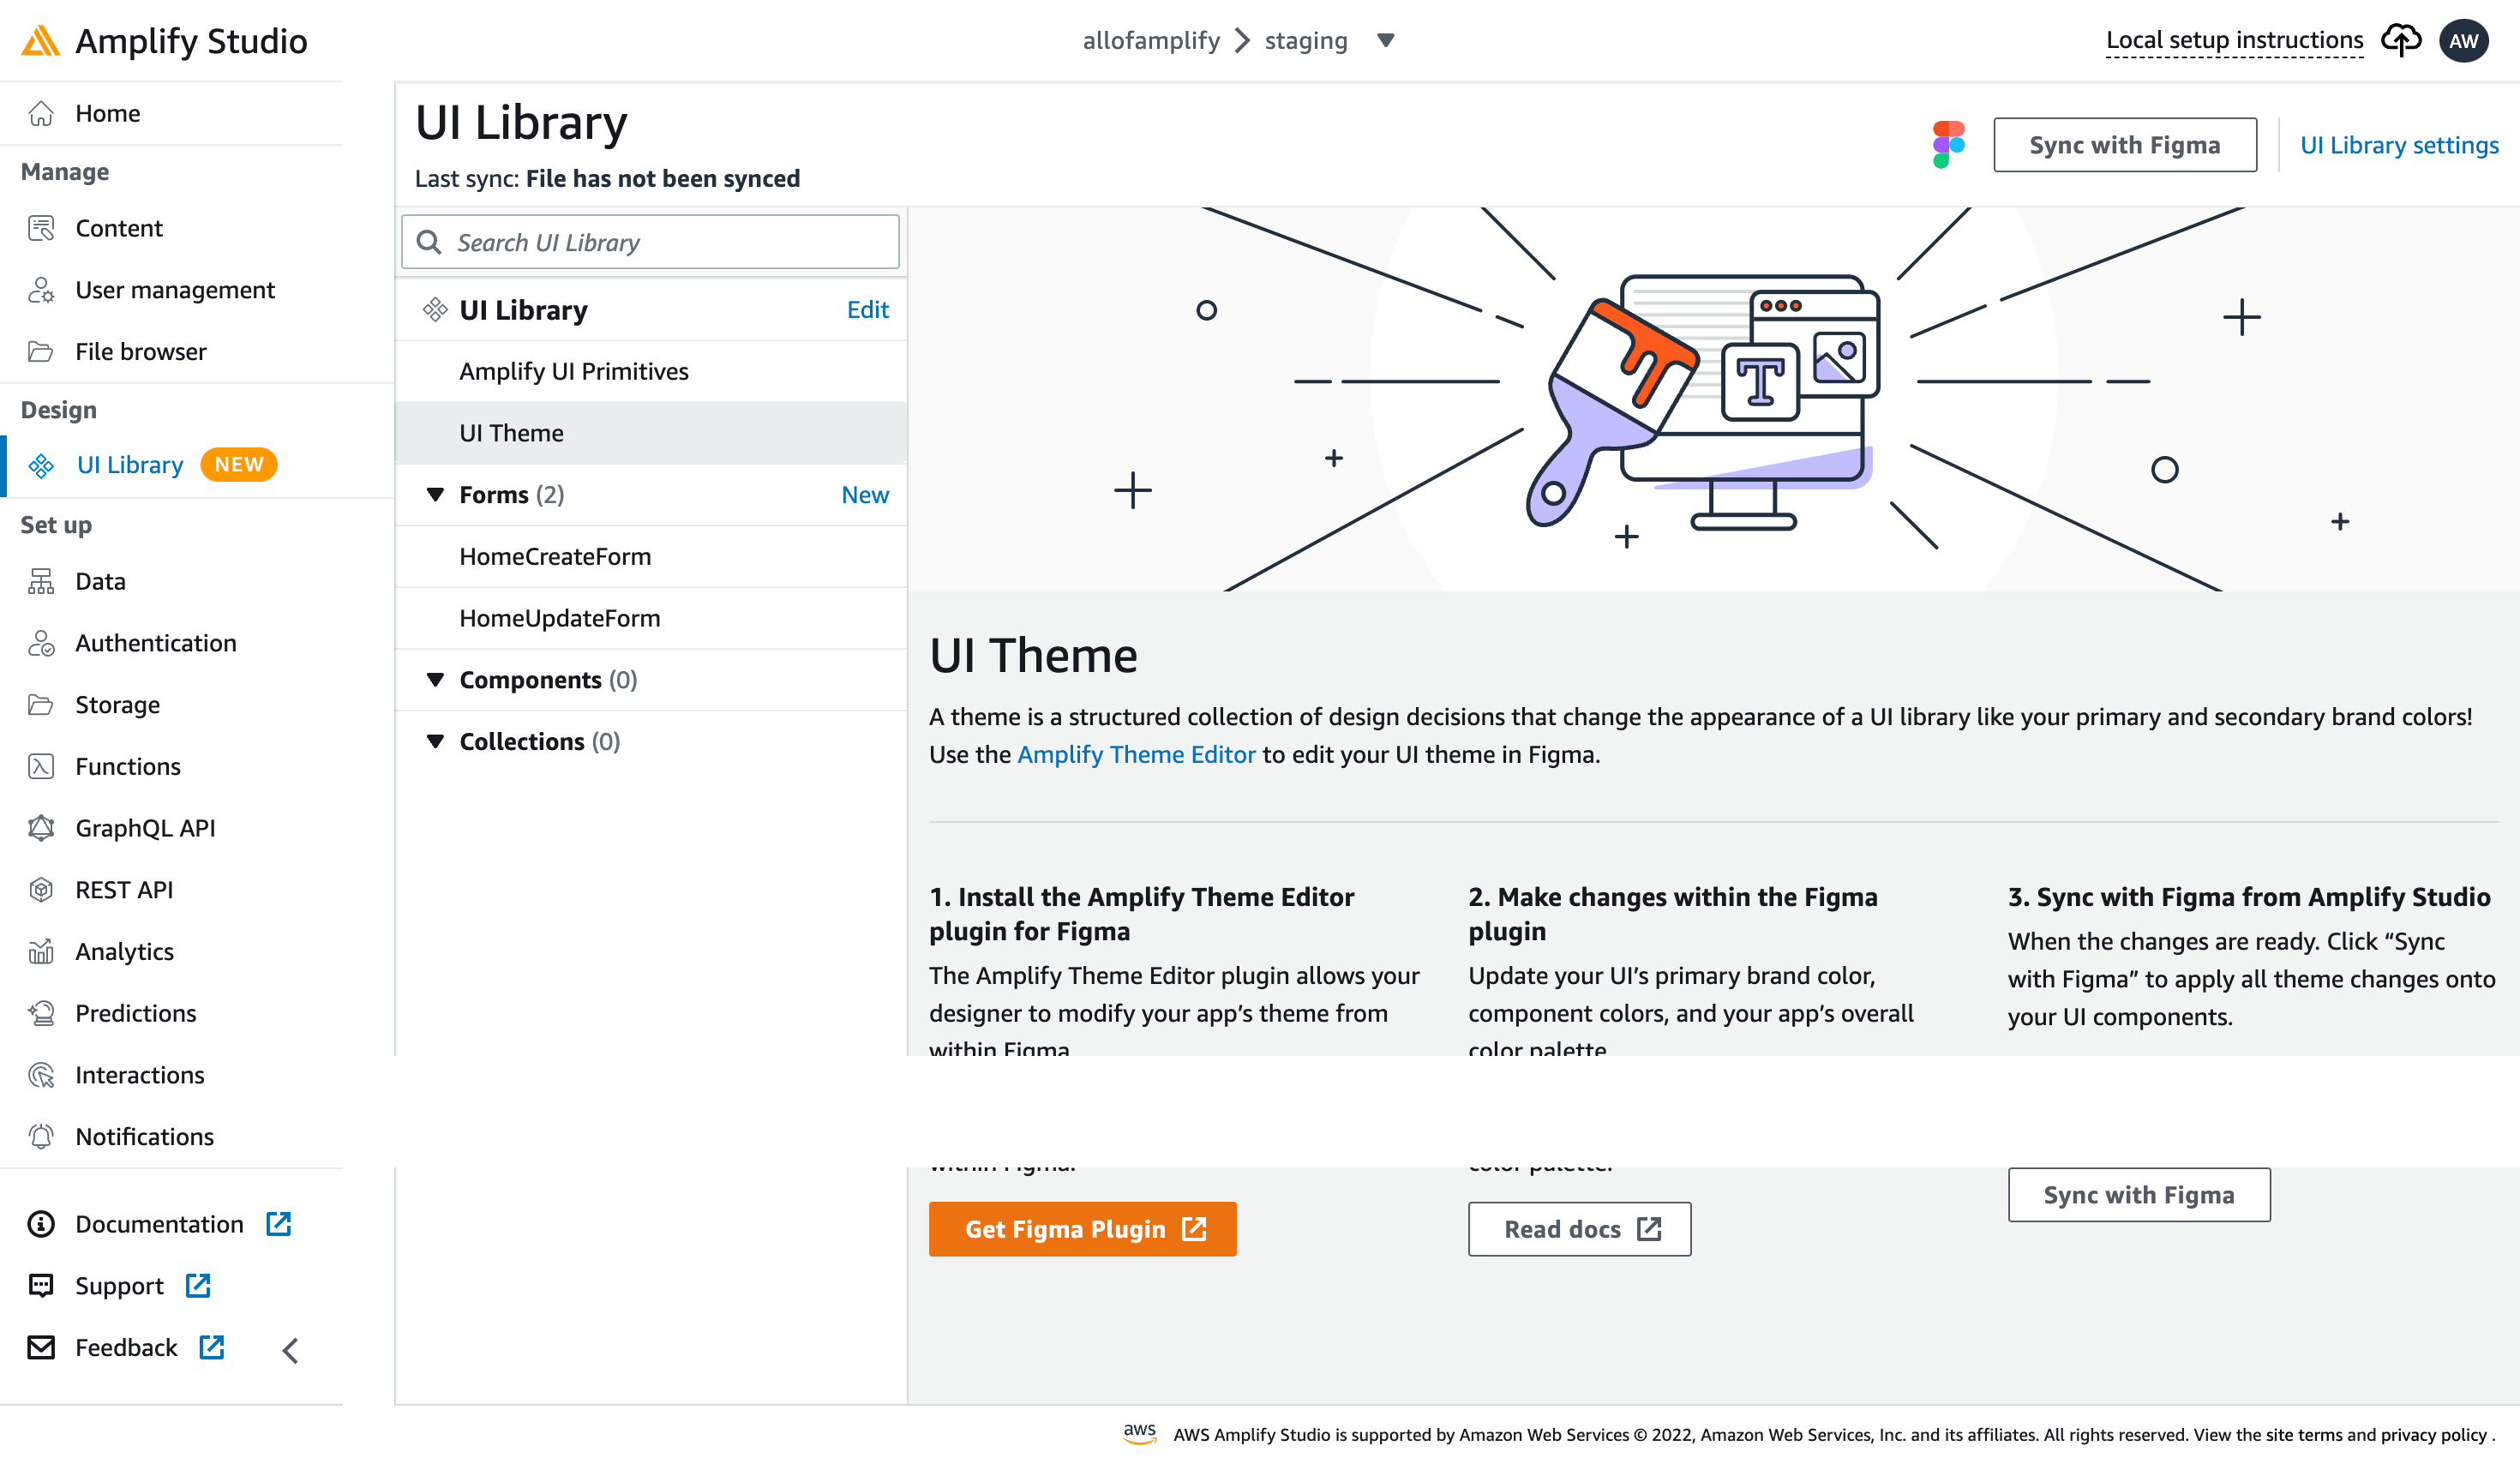 Amplify Studio
allofamplify
staging
Local setup instructions
AW
Home
Manage
Content
User management
File browser
Design
UI Library NEW
Set up
Data
Authentication
Storage
Functions
GraphQL API
REST API
Analytics
Predictions
Interactions
Notifications
Documentation
Support
Feedback
UI Library
Last sync: File has not been synced
Sync with Figma
UI Library settings
Search UI Library
UI Library Edit
Amplify UI Primitives
UI Theme
Forms (2) New
HomeCreateForm
HomeUpdateForm
Components (0)
Collections (0)
T
UI Theme
A theme is a structured collection of design decisions that change the appearance of a UI library like your primary and secondary brand colors!
Use the Amplify Theme Editor to edit your UI theme in Figma.
1. Install the Amplify Theme Editor
plugin for Figma
The Amplify Theme Editor plugin allows your
designer to modify your app’s theme from
within Figma
within Figma.
Get Figma Plugin
2. Make changes within the Figma
plugin
Update your UI’s primary brand color,
component colors, and your app’s overall
color palette
color palette.
Read docs
3. Sync with Figma from Amplify Studio
When the changes are ready. Click “Sync
with Figma” to apply all theme changes onto
your UI components.
Sync with Figma
aws AWS Amplify Studio is supported by Amazon Web Services © 2022, Amazon Web Services, Inc. and its affiliates. All rights reserved. View the site terms and privacy policy .